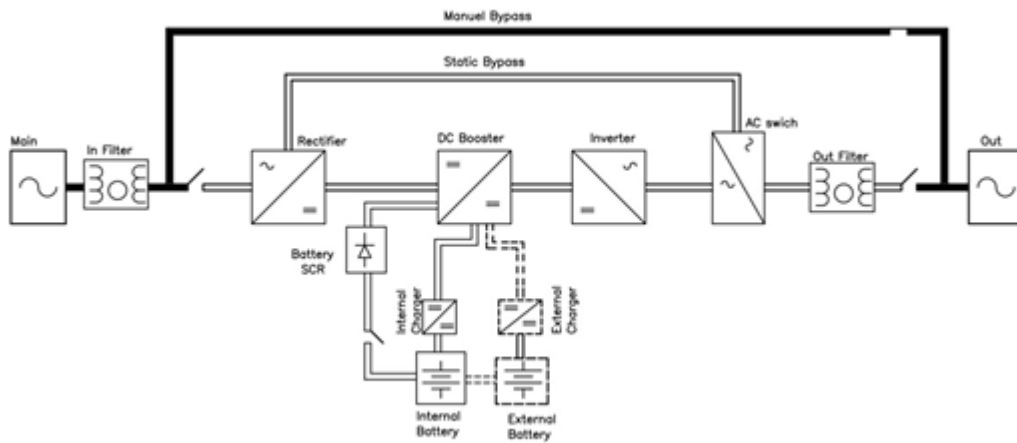 Manuel Bypass
Static Bypass
Main
In Filter
Rectifier
DC Booster
Inverter
AC swich
Out Filter
Out
Battery
SCR
Internal
Charger
External
Charger
Internal
Battery
External
Battery